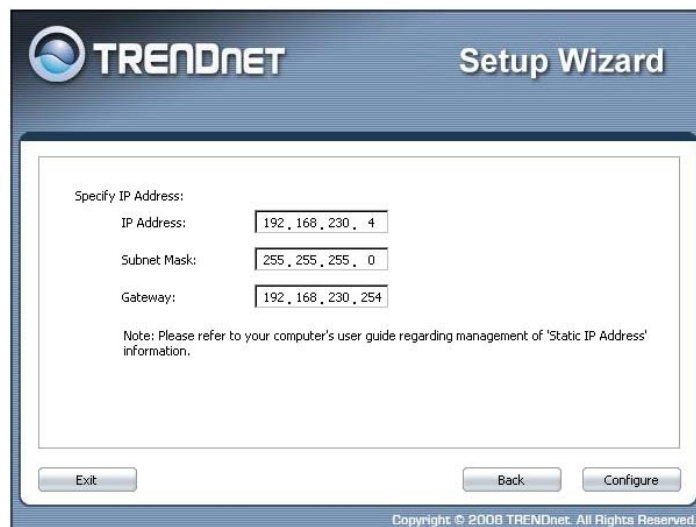 TRENDNET
Setup Wizard
Specify IP Address:
IP Address: 192.168.230. 4
Subnet Mask: 255.255.255. 0
Gateway: 192.168.230.254
Note: Please refer to your computer's user guide regarding management of 'Static IP Address'
information.
Exit Back Configure
Copyright © 2008 TRENDnet. All Rights Reserved